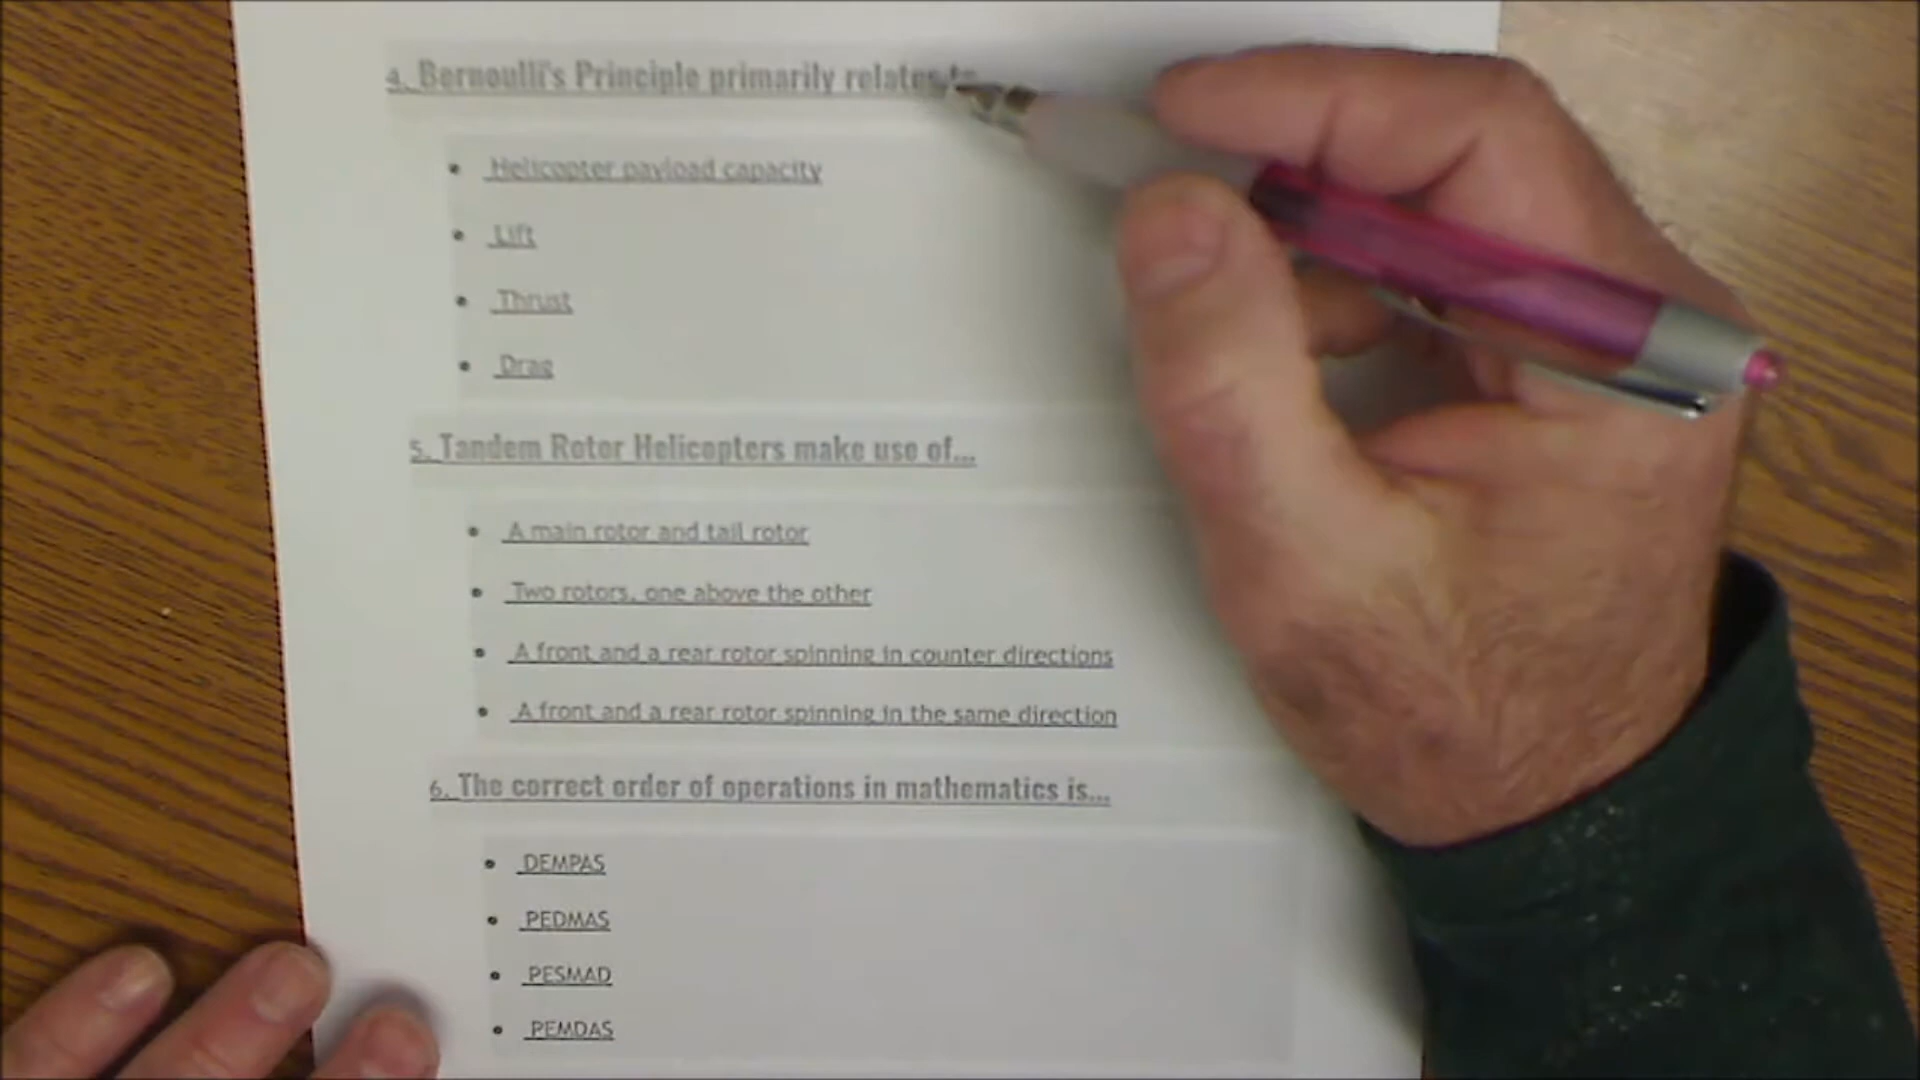 4. Bernoulli's Principle primarily relates to
Helicopter payload capacity
Lift
Thrust
Drag
5. Tandem Rotor Helicopters make use of...
A main rotor and tail rotor
Two rotors, one above the other
A front and a rear rotor spinning in counter directions
A front and a rear rotor spinning in the same direction
6. The correct order of operations in mathematics is...
DEMPAS
PEDMAS
PESMAD
PEMDAS